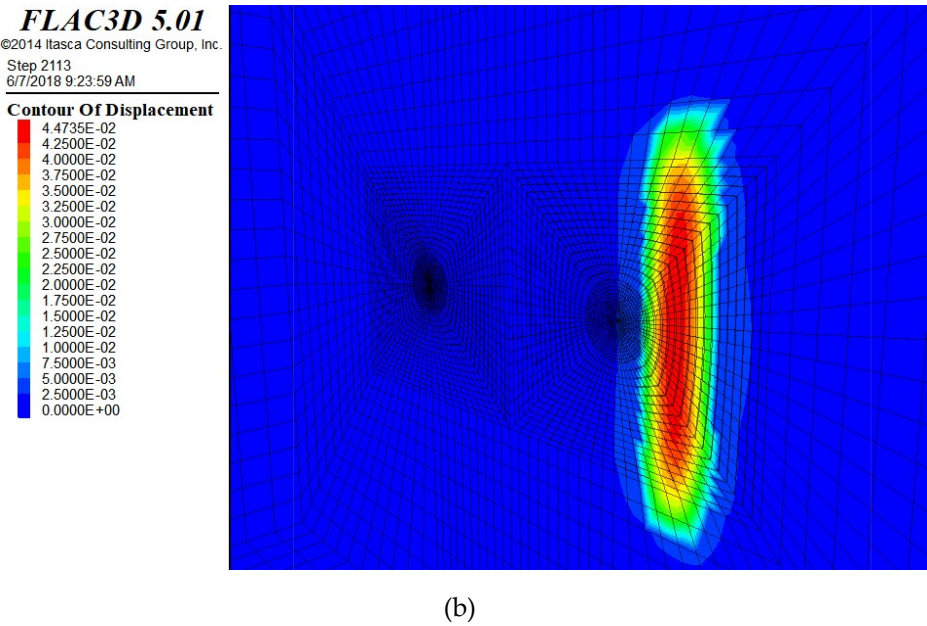 FLAC3D 5.01
©2014 Itasca Consulting Group, Inc.
Step 2113
6/7/2018 9:23:59 AM
Contour Of Displacement
4.4735E-02
4.2500E-02
4.0000E-02
3.7500E-02
3.5000E-02
3.2500E-02
3.0000E-02
2.7500E-02
2.5000E-02
2.2500E-02
2.0000E-02
1.7500E-02
1.5000E-02
1.2500E-02
1.0000E-02
7.5000E-03
5.0000E-03
2.5000E-03
0.0000E+00
(b)